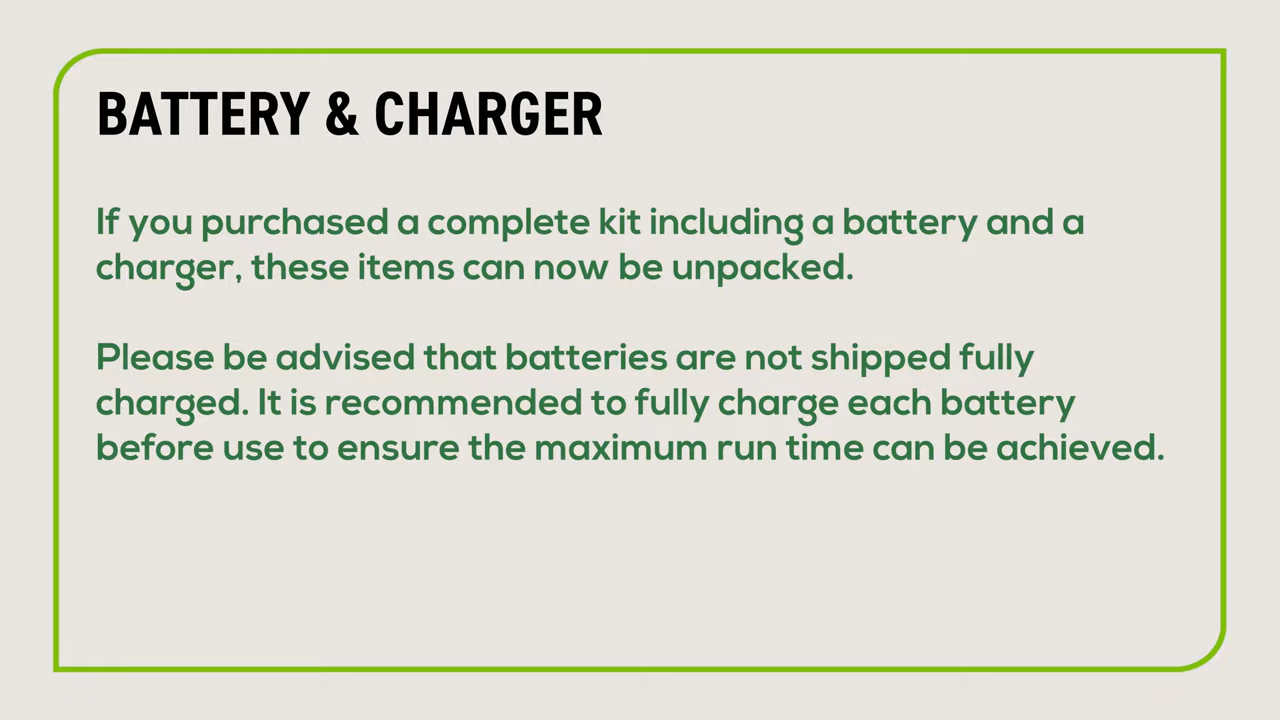 BATTERY & CHARGER
If you purchased a complete kit including a battery and a
charger, these items can now be unpacked.
Please be advised that batteries are not shipped fully
charged. It is recommended to fully charge each battery
before use to ensure the maximum run time can be achieved.